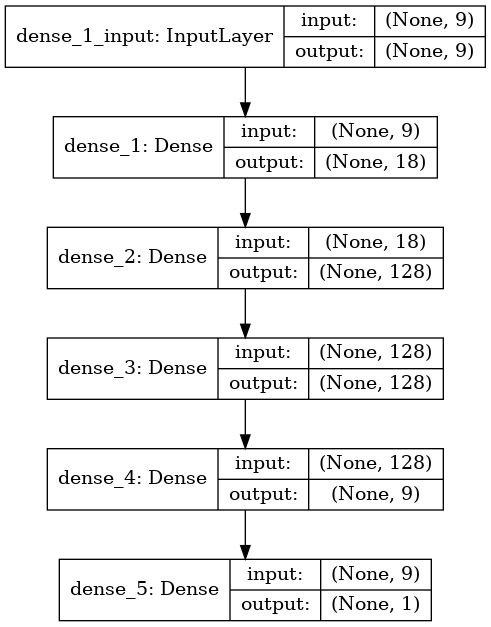 dense_1_input: InputLayer input: (None, 9)
output: (None, 9)
dense_1: Dense input: (None, 9)
output: (None, 18)
dense_2: Dense input: (None, 18)
output: (None, 128)
dense_3: Dense input: (None, 128)
output: (None, 128)
dense_4: Dense input: (None, 128)
output: (None, 9)
dense_5: Dense input: (None, 9)
output: (None, 1)